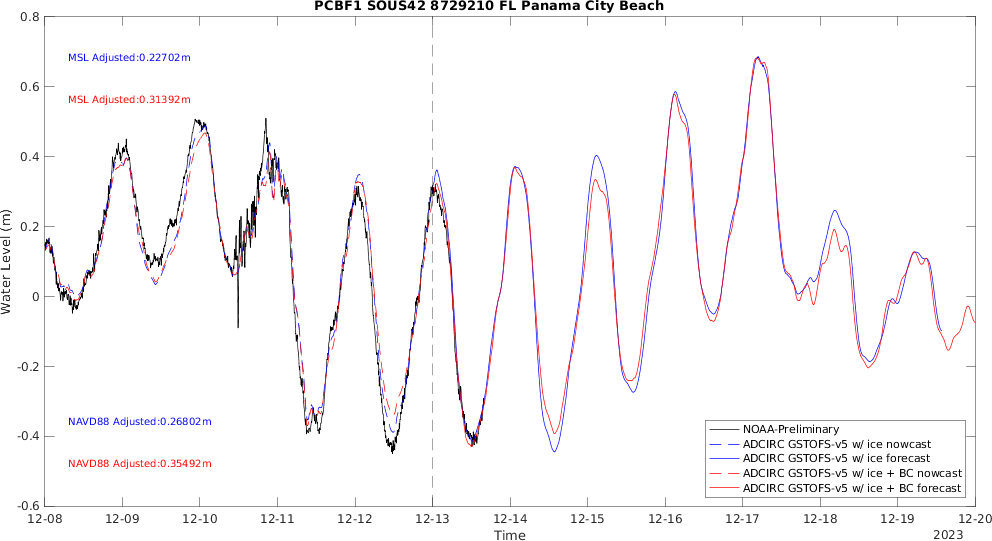 PCBF1 SOUS42 8729210 FL Panama City Beach
0.8
0.6
0.4
0.2
0
-0.2
-0.4
-0.6
Water Level (m)
MSL Adjusted:0.22702m
MSL Adjusted:0.31392m
NAVD88 Adjusted:0.26802m
NAVD88 Adjusted:0.35492m
NOAA-Preliminary
ADCIRC GSTOFS-v5 w/ ice nowcast
ADCIRC GSTOFS-v5 w/ ice forecast
ADCIRC GSTOFS-v5 w/ ice + BC nowcast
ADCIRC GSTOFS-v5 w/ ice + BC forecast
12-08 12-09 12-10 12-11 12-12 12-13 12-14 12-15 12-16 12-17 12-18 12-19 12-20
Time
2023